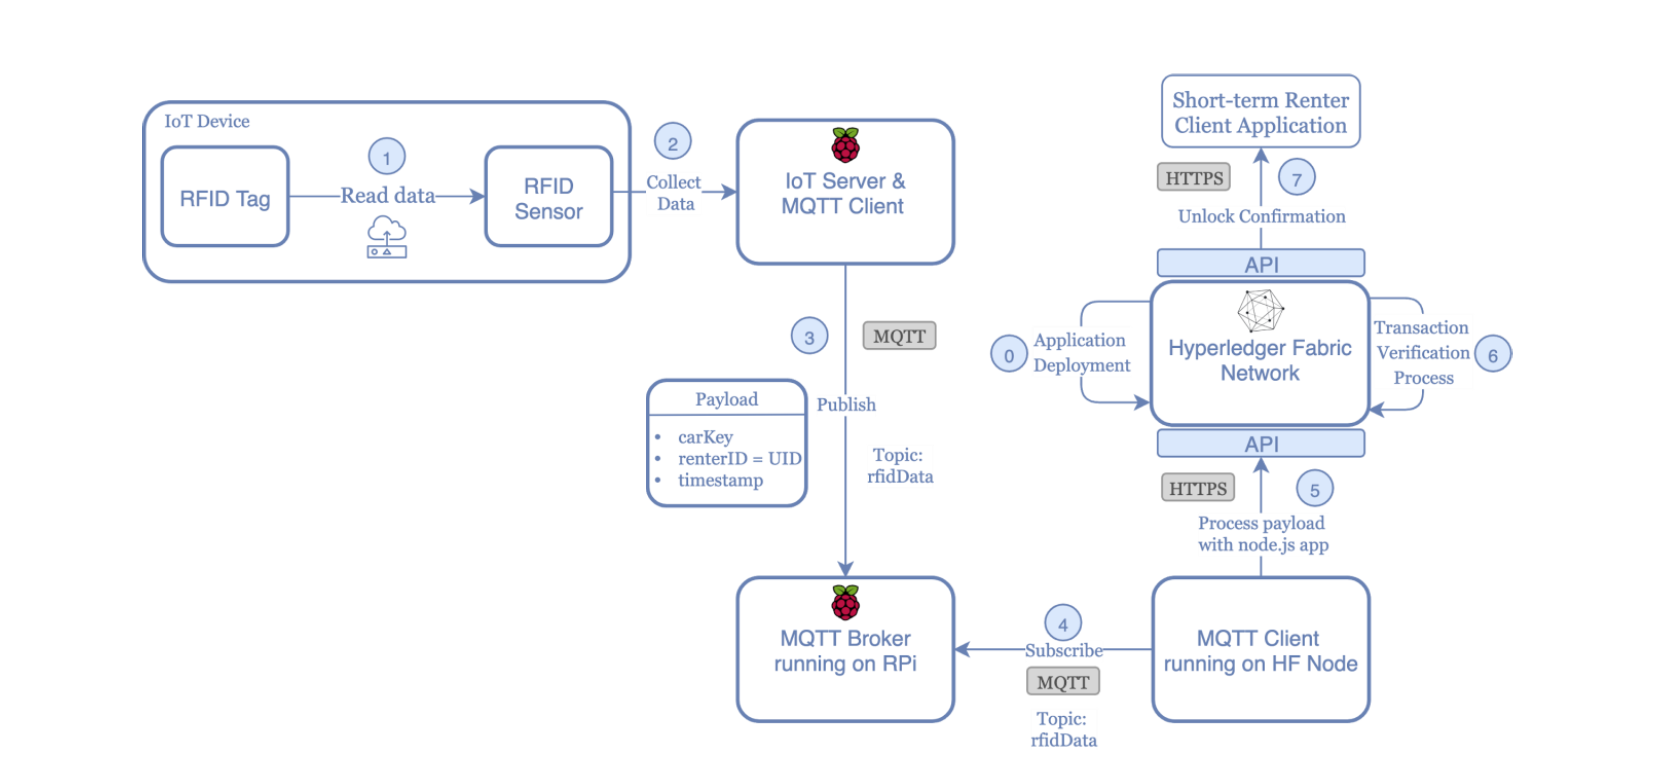 IoT Device
RFID Tag
1
Read data
RFID
Sensor
2
Collect
Data
IoT Server &
MQTT Client
3
MQTT
Payload
• carKey
• renterID = UID
• timestamp
Publish
Topic:
rfidData
MQTT Broker
running on RPi
4
Subscribe
MQTT
Topic:
rfidData
MQTT Client
running on HF Node
Process payload
with node.js app
HTTPS
5
API
Hyperledger Fabric
Network
0
Application
Deployment
Transaction
Verification
Process
6
API
Unlock Confirmation
HTTPS
7
Short-term Renter
Client Application